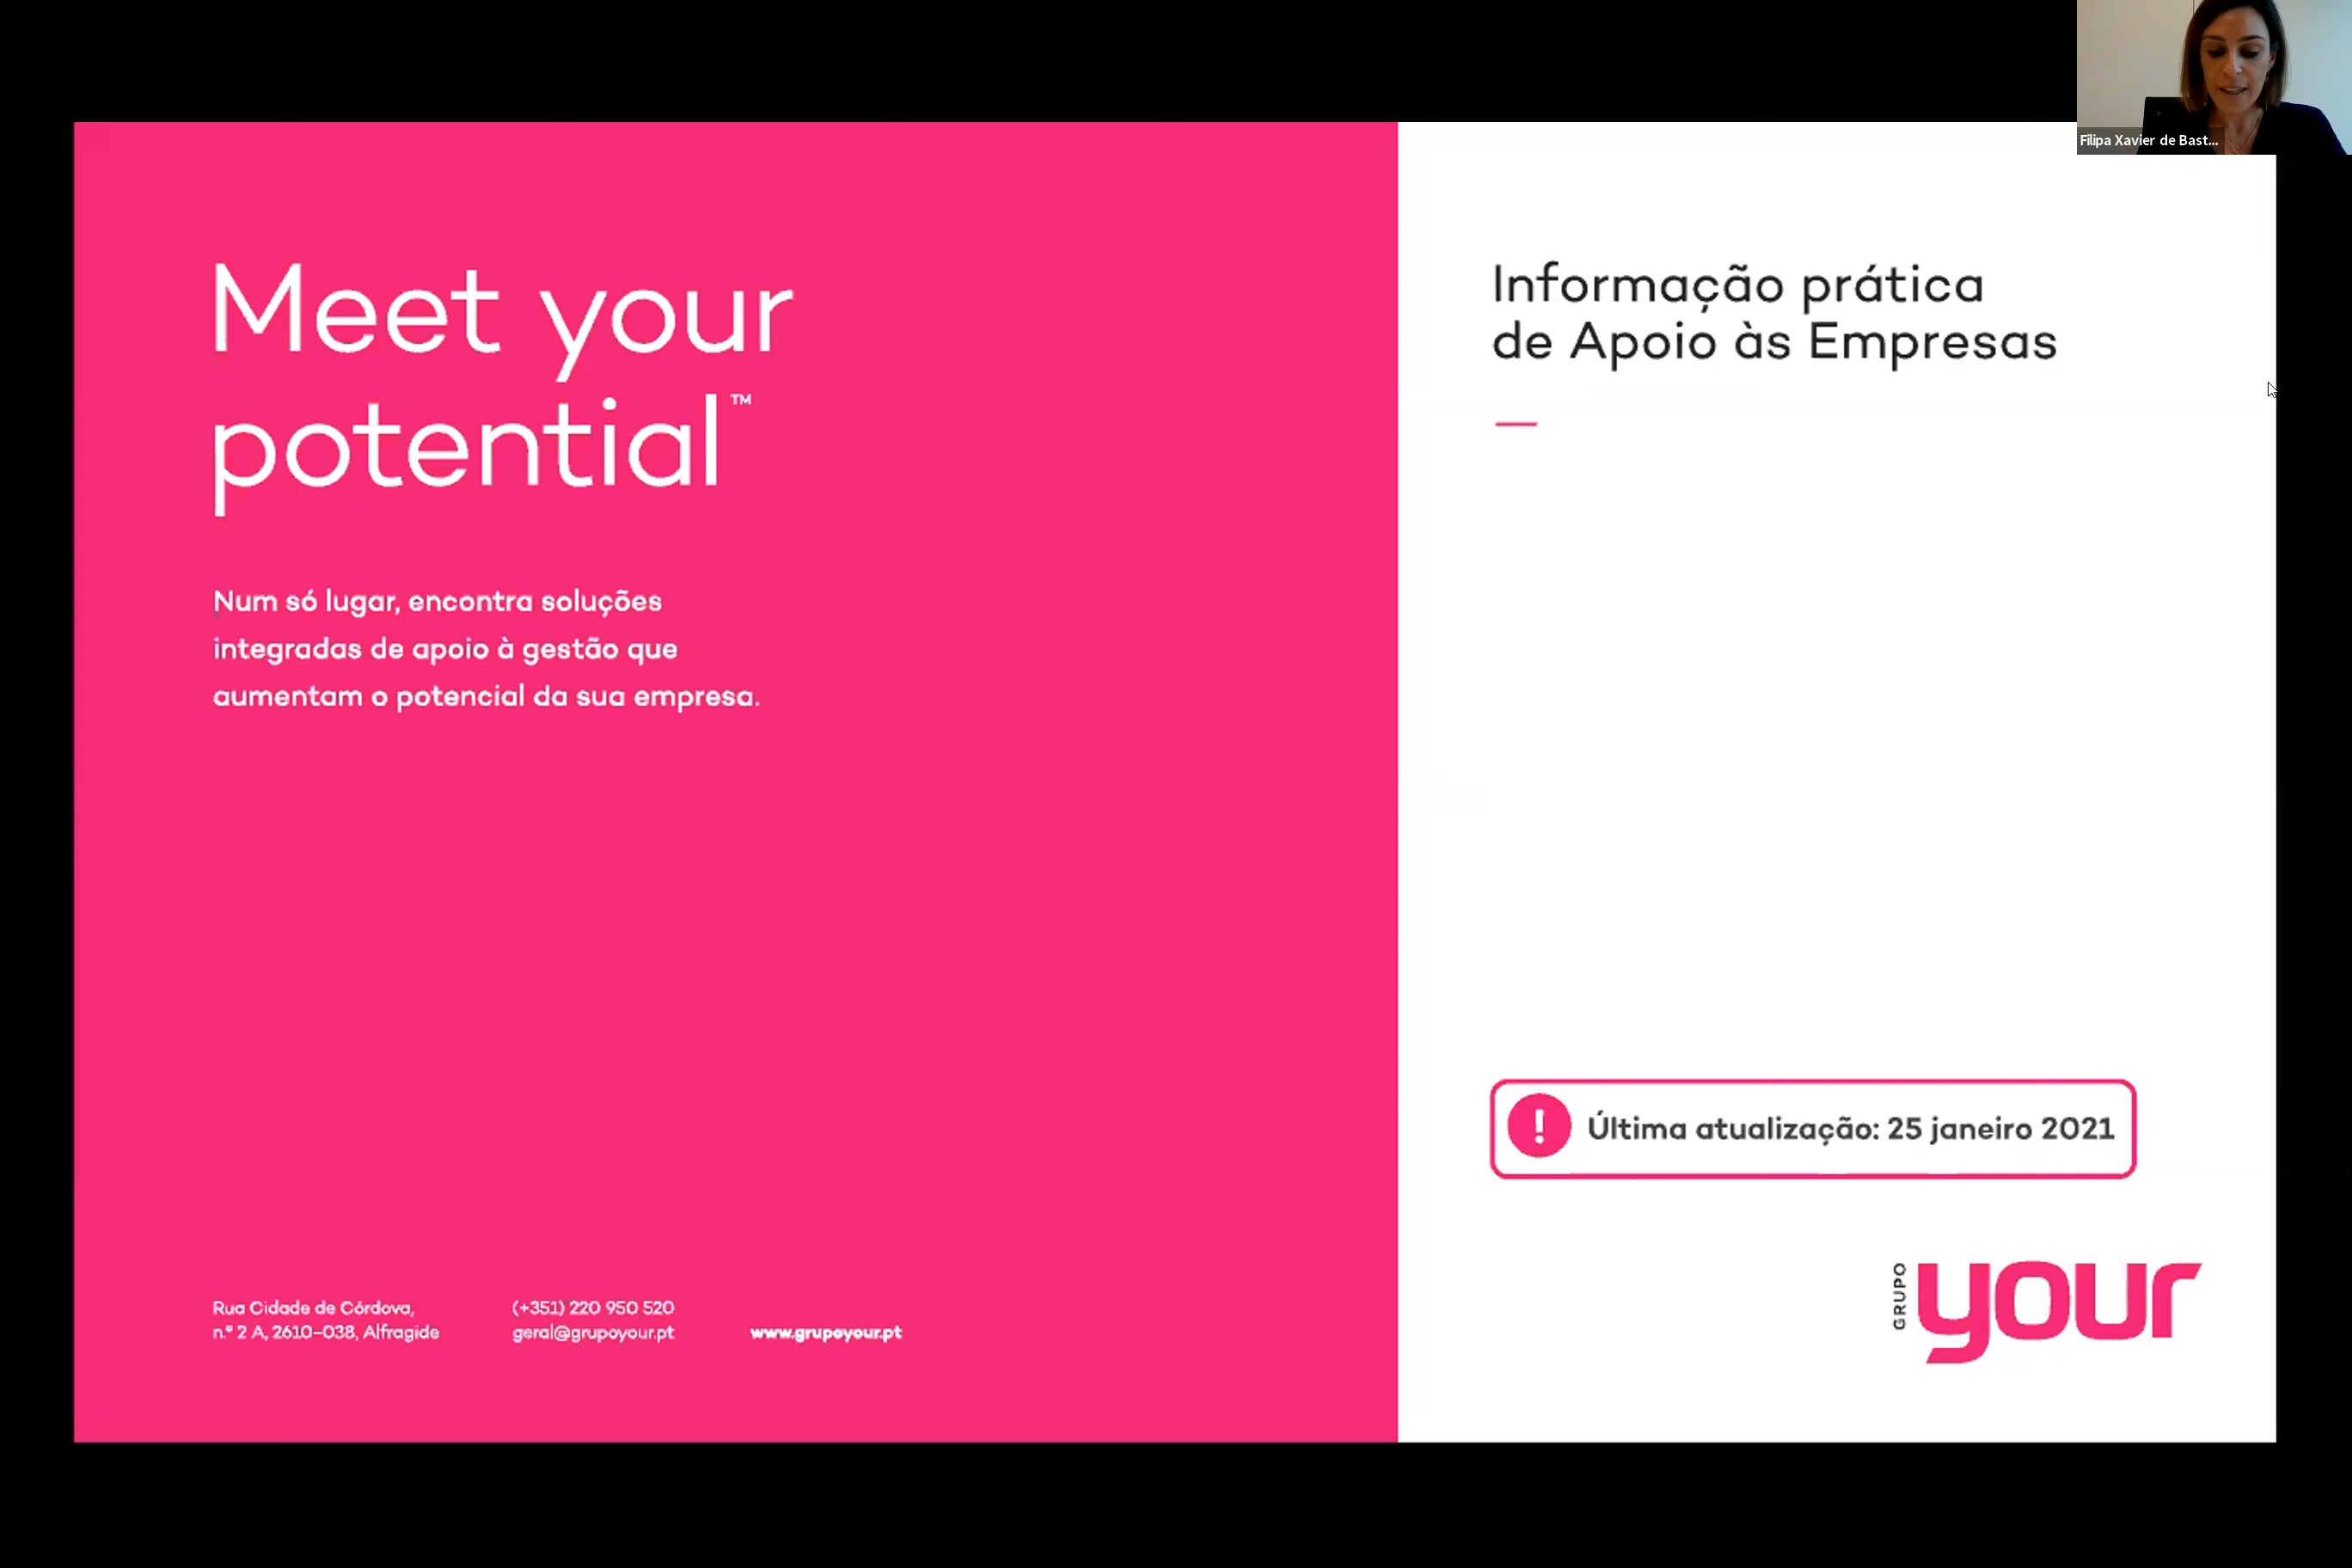 Filipa Xavier de Bast...
Meet your
potential™
Num só lugar, encontra soluções
integradas de apoio à gestão que
aumentam o potencial da sua empresa.
Rua Cidade de Córdova,
n.º 2 A, 2610–038, Alfragide
(+351) 220 950 520
geral@grupoyour.pt
www.grupoyour.pt
Informação prática
de Apoio às Empresas
! Última atualização: 25 janeiro 2021
GRUPO
your